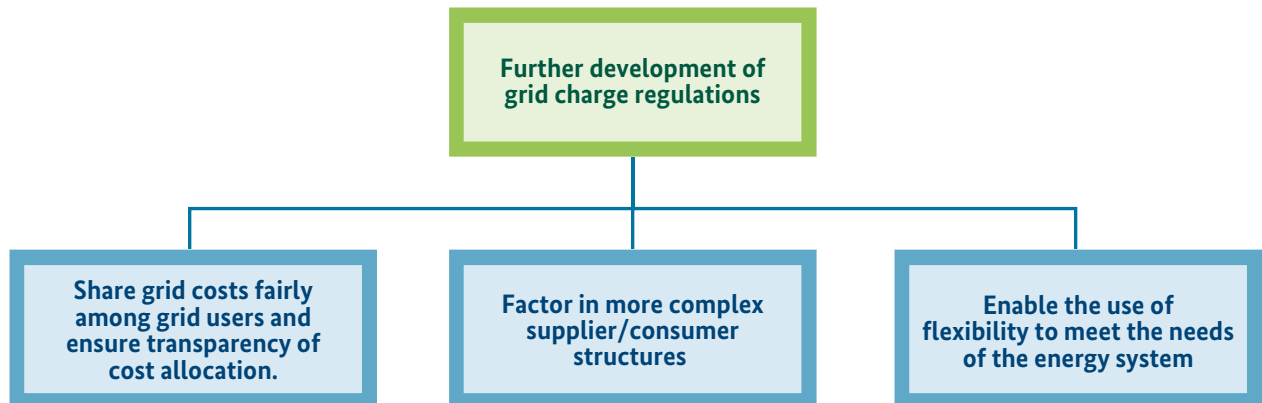 Further development of
grid charge regulations
Share grid costs fairly
among grid users and
ensure transparency of
cost allocation.
Factor in more complex
supplier/consumer
structures
Enable the use of
flexibility to meet the needs
of the energy system